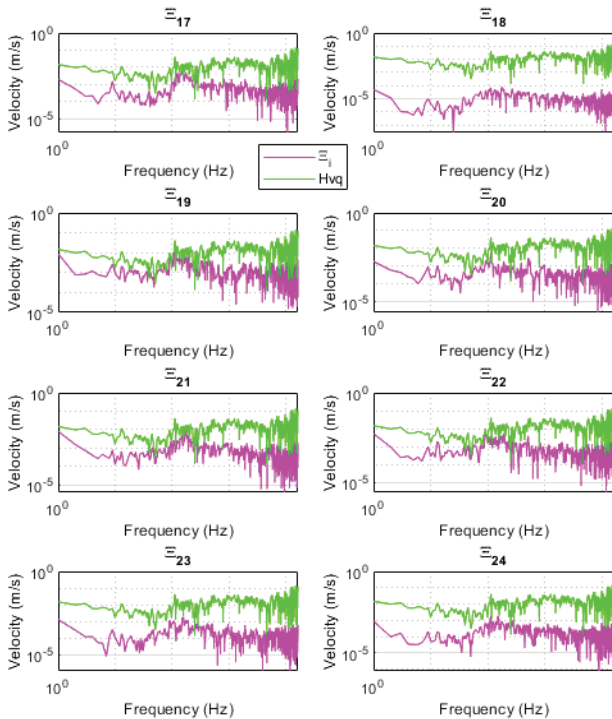 Ξ17 Ξ18
10^0 10^0
Velocity (m/s) Velocity (m/s)
10^-5 10^-5
10^0 10^0
Frequency (Hz) Frequency (Hz)
Ξi
Hvq
Ξ19 Ξ20
10^0 10^0
Velocity (m/s) Velocity (m/s)
10^-5 10^-5
10^0 10^0
Frequency (Hz) Frequency (Hz)
Ξ21 Ξ22
10^0 10^0
Velocity (m/s) Velocity (m/s)
10^-5 10^-5
10^0 10^0
Frequency (Hz) Frequency (Hz)
Ξ23 Ξ24
10^0 10^0
Velocity (m/s) Velocity (m/s)
10^-5 10^-5
10^0 10^0
Frequency (Hz) Frequency (Hz)